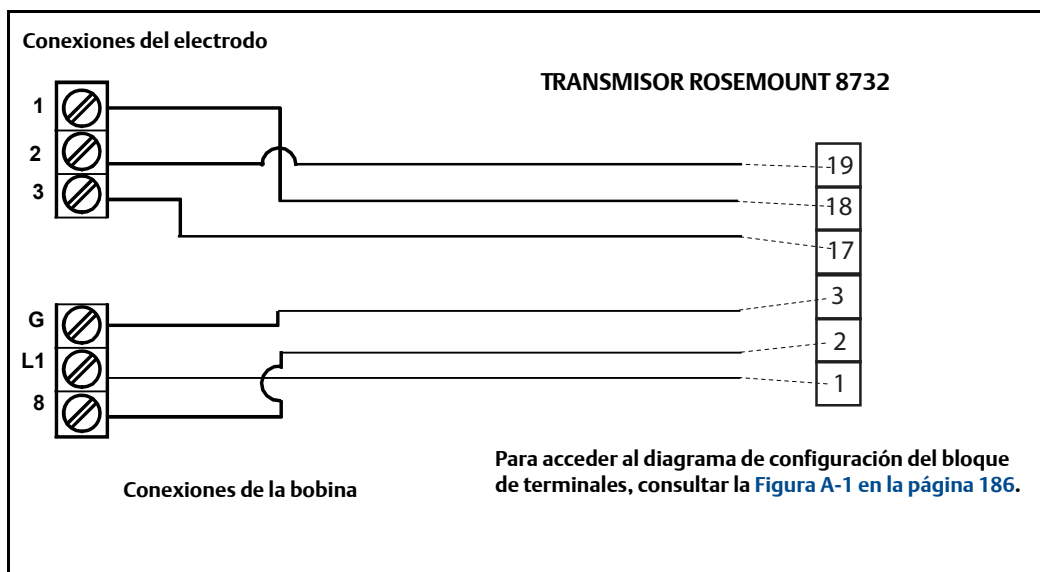 Conexiones del electrodo
TRANSMISOR ROSEMOUNT 8732
1
2
3
19
18
17
3
2
1
G
L1
8
Conexiones de la bobina
Para acceder al diagrama de configuración del bloque
de terminales, consultar la Figura A-1 en la página 186.